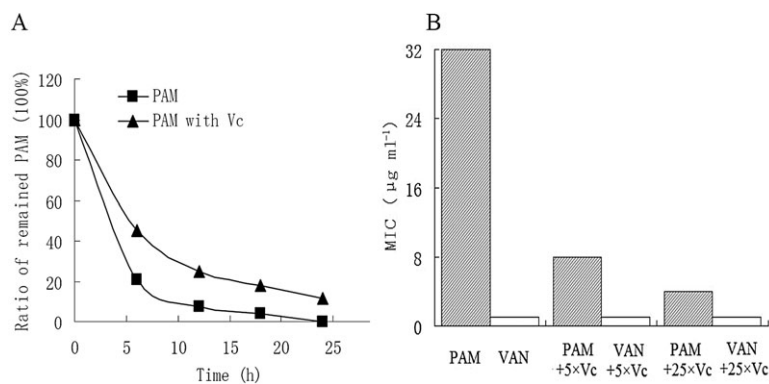 A
Ratio of remained PAM (100%)
120
100
80
60
40
20
0
PAM
PAM with Vc
0 5 10 15 20 25
Time (h)
B
MIC ( μg ml⁻¹)
32
24
16
8
0
PAM VAN PAM +5×Vc VAN +5×Vc PAM +25×Vc VAN +25×Vc